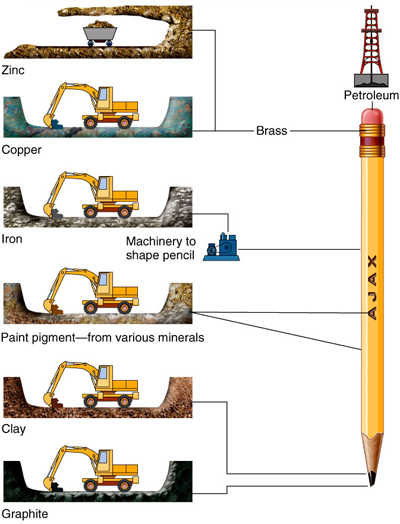 Zinc
Petroleum
Copper
Brass
Iron
Machinery to
shape pencil
AJAX
Paint pigment—from various minerals
Clay
Graphite